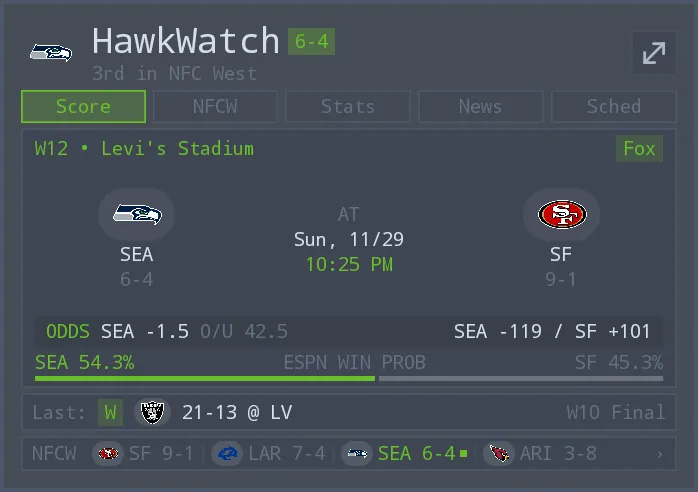 HawkWatch 6-4
3rd in NFC West
Score NFCW Stats News Sched
W12 • Levi's Stadium Fox
AT
Sun, 11/29
10:25 PM
SEA
6-4
SF
9-1
ODDS SEA -1.5 O/U 42.5 SEA -119 / SF +101
SEA 54.3% ESPN WIN PROB SF 45.3%
Last: W 21-13 @ LV W10 Final
NFCW SF 9-1 LAR 7-4 SEA 6-4 ARI 3-8 ›